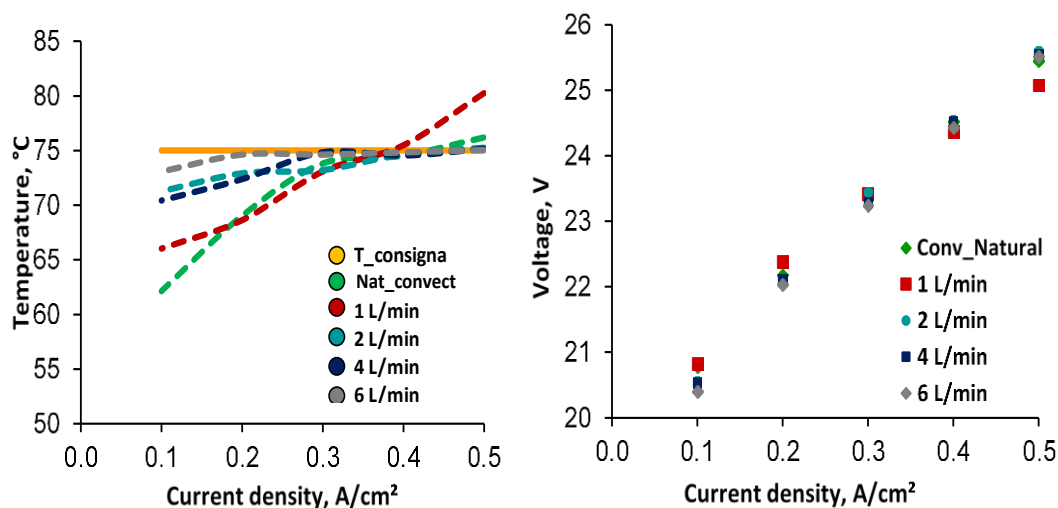 85
80
75
70
65
60
55
50
0.0 0.1 0.2 0.3 0.4 0.5
Temperature, °C
Current density, A/cm²
T_consigna
Nat_convect
1 L/min
2 L/min
4 L/min
6 L/min
26
25
24
23
22
21
20
0.0 0.1 0.2 0.3 0.4 0.5
Voltage, V
Current density, A/cm²
Conv_Natural
1 L/min
2 L/min
4 L/min
6 L/min